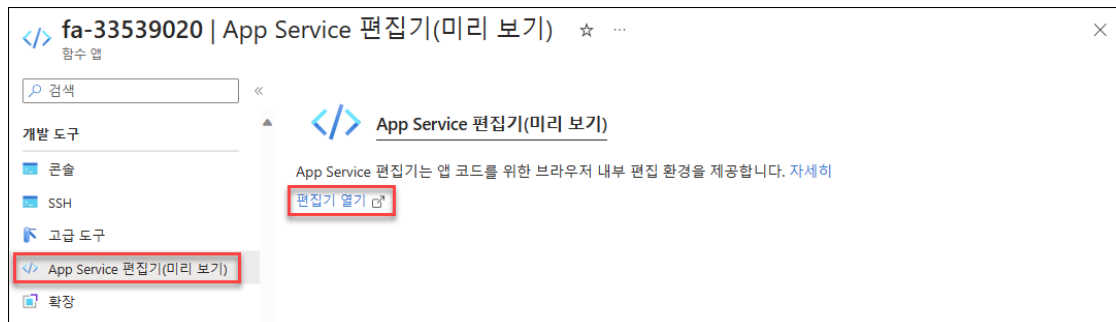 fa-33539020 | App Service 편집기(미리 보기) ☆ ···
함수 앱
검색
개발 도구
콘솔
SSH
고급 도구
App Service 편집기(미리 보기)
확장
App Service 편집기(미리 보기)
App Service 편집기는 앱 코드를 위한 브라우저 내부 편집 환경을 제공합니다. 자세히
편집기 열기